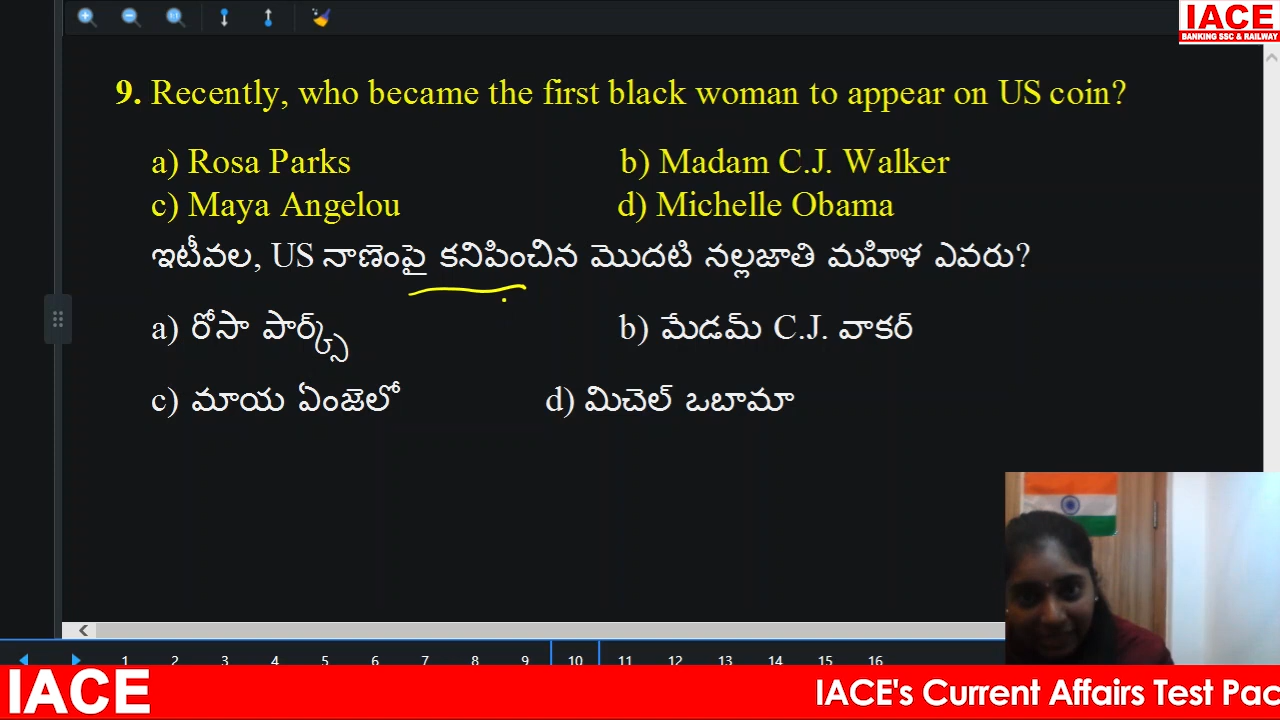 IACE
BANKING SSC & RAILWAY
9. Recently, who became the first black woman to appear on US coin?
a) Rosa Parks b) Madam C.J. Walker
c) Maya Angelou d) Michelle Obama
ఇటీవల, US నాణెంపై కనిపించిన మొదటి నల్లజాతి మహిళ ఎవరు?
a) రోసా పార్క్స్ b) మేడమ్ C.J. వాకర్
c) మాయ ఏంజెలో d) మిచెల్ ఒబామా
1 2 3 4 5 6 7 8 9 10 11 12 13 14 15 16
IACE IACE's Current Affairs Test Pac